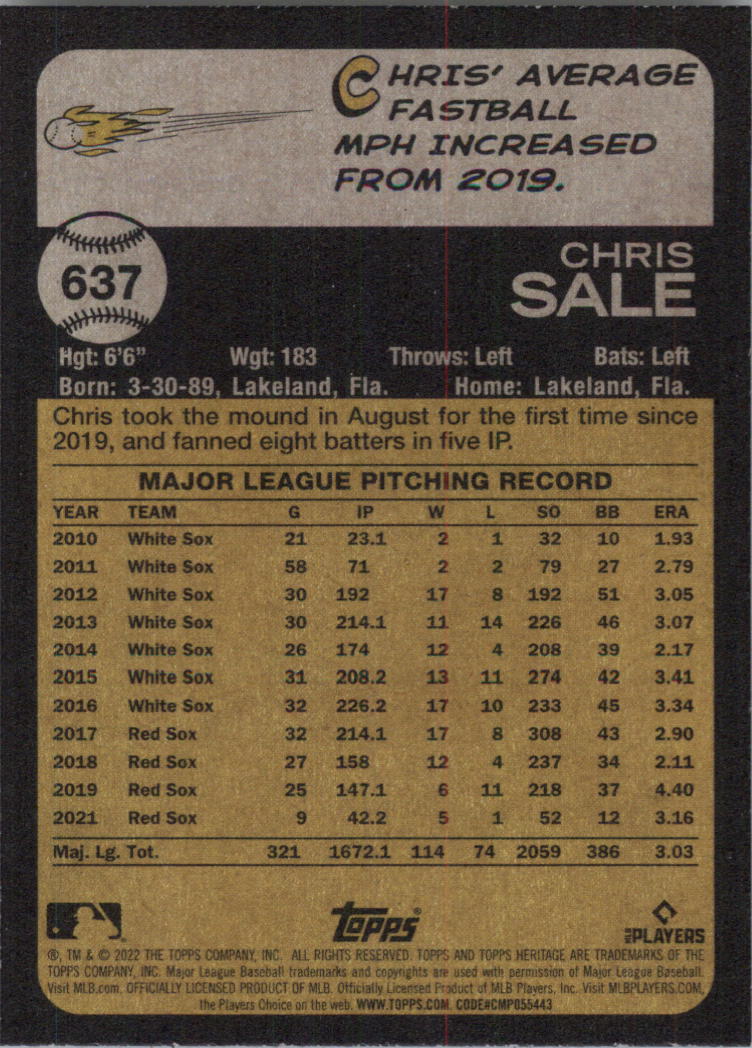 CHRIS' AVERAGE
FASTBALL
MPH INCREASED
FROM 2019.
637
CHRIS
SALE
Hgt: 6'6" Wgt: 183 Throws: Left Bats: Left
Born: 3-30-89, Lakeland, Fla. Home: Lakeland, Fla.
Chris took the mound in August for the first time since
2019, and fanned eight batters in five IP.
MAJOR LEAGUE PITCHING RECORD
YEAR TEAM G IP W L SO BB ERA
2010 White Sox 21 23.1 2 1 32 10 1.93
2011 White Sox 58 71 2 2 79 27 2.79
2012 White Sox 30 192 17 8 192 51 3.05
2013 White Sox 30 214.1 11 14 226 46 3.07
2014 White Sox 26 174 12 4 208 39 2.17
2015 White Sox 31 208.2 13 11 274 42 3.41
2016 White Sox 32 226.2 17 10 233 45 3.34
2017 Red Sox 32 214.1 17 8 308 43 2.90
2018 Red Sox 27 158 12 4 237 34 2.11
2019 Red Sox 25 147.1 6 11 218 37 4.40
2021 Red Sox 9 42.2 5 1 52 12 3.16
Maj. Lg. Tot. 321 1672.1 114 74 2059 386 3.03
topps
MLB PLAYERS
®, TM & © 2022 THE TOPPS COMPANY, INC. ALL RIGHTS RESERVED. TOPPS AND TOPPS HERITAGE ARE TRADEMARKS OF THE
TOPPS COMPANY, INC. Major League Baseball trademarks and copyrights are used with permission of Major League Baseball.
Visit MLB.com. OFFICIALLY LICENSED PRODUCT OF MLB. Officially Licensed Product of MLB Players, Inc. Visit MLBPLAYERS.COM,
the Players Choice on the web. WWW.TOPPS.COM. CODE#CMP055443